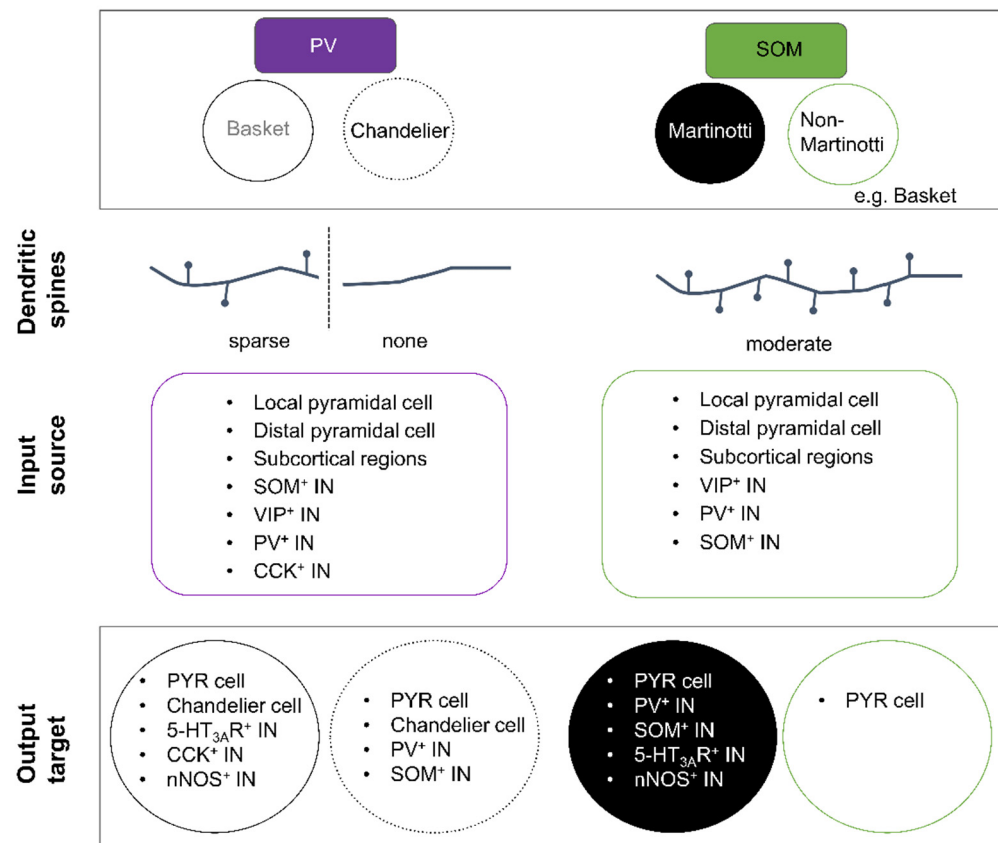 PV
SOM
Basket
Chandelier
Martinotti
Non-
Martinotti
e.g. Basket
Dendritic
spines
sparse
none
moderate
Input
source
• Local pyramidal cell
• Distal pyramidal cell
• Subcortical regions
• SOM⁺ IN
• VIP⁺ IN
• PV⁺ IN
• CCK⁺ IN
• Local pyramidal cell
• Distal pyramidal cell
• Subcortical regions
• VIP⁺ IN
• PV⁺ IN
• SOM⁺ IN
Output
target
• PYR cell
• Chandelier cell
• 5-HT₃ₐR⁺ IN
• CCK⁺ IN
• nNOS⁺ IN
• PYR cell
• Chandelier cell
• PV⁺ IN
• SOM⁺ IN
• PYR cell
• PV⁺ IN
• SOM⁺ IN
• 5-HT₃ₐR⁺ IN
• nNOS⁺ IN
• PYR cell